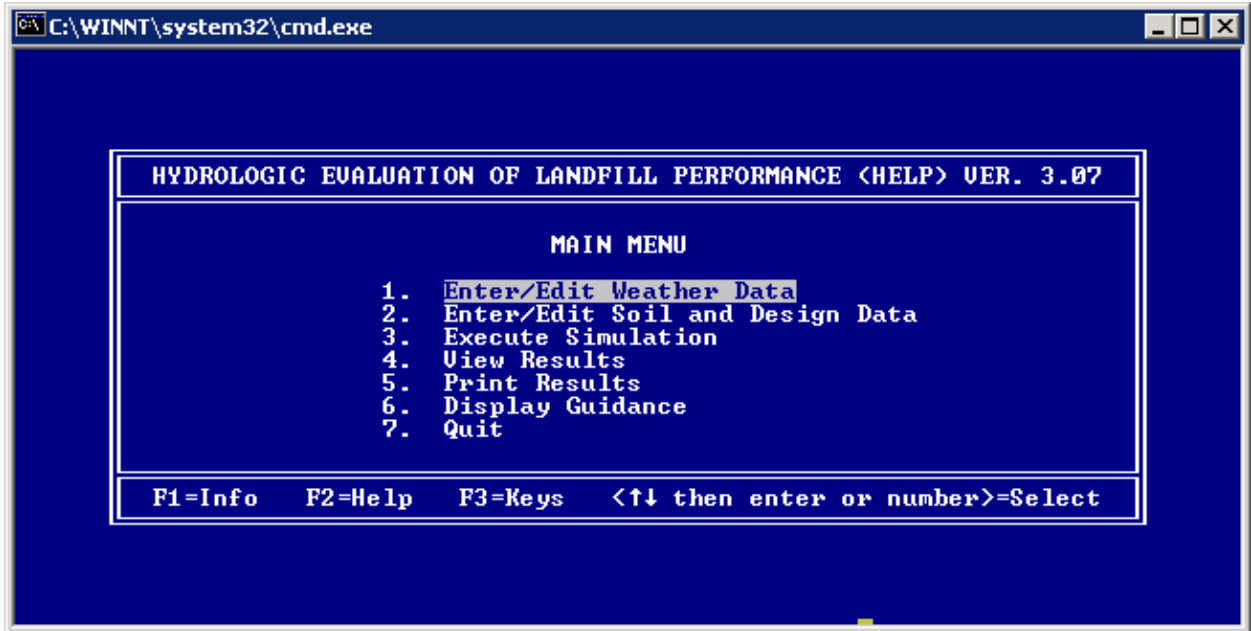 C:\WINNT\system32\cmd.exe
HYDROLOGIC EVALUATION OF LANDFILL PERFORMANCE (HELP) VER. 3.07
MAIN MENU
1. Enter/Edit Weather Data
2. Enter/Edit Soil and Design Data
3. Execute Simulation
4. View Results
5. Print Results
6. Display Guidance
7. Quit
F1=Info F2=Help F3=Keys <↑↓ then enter or number>=Select